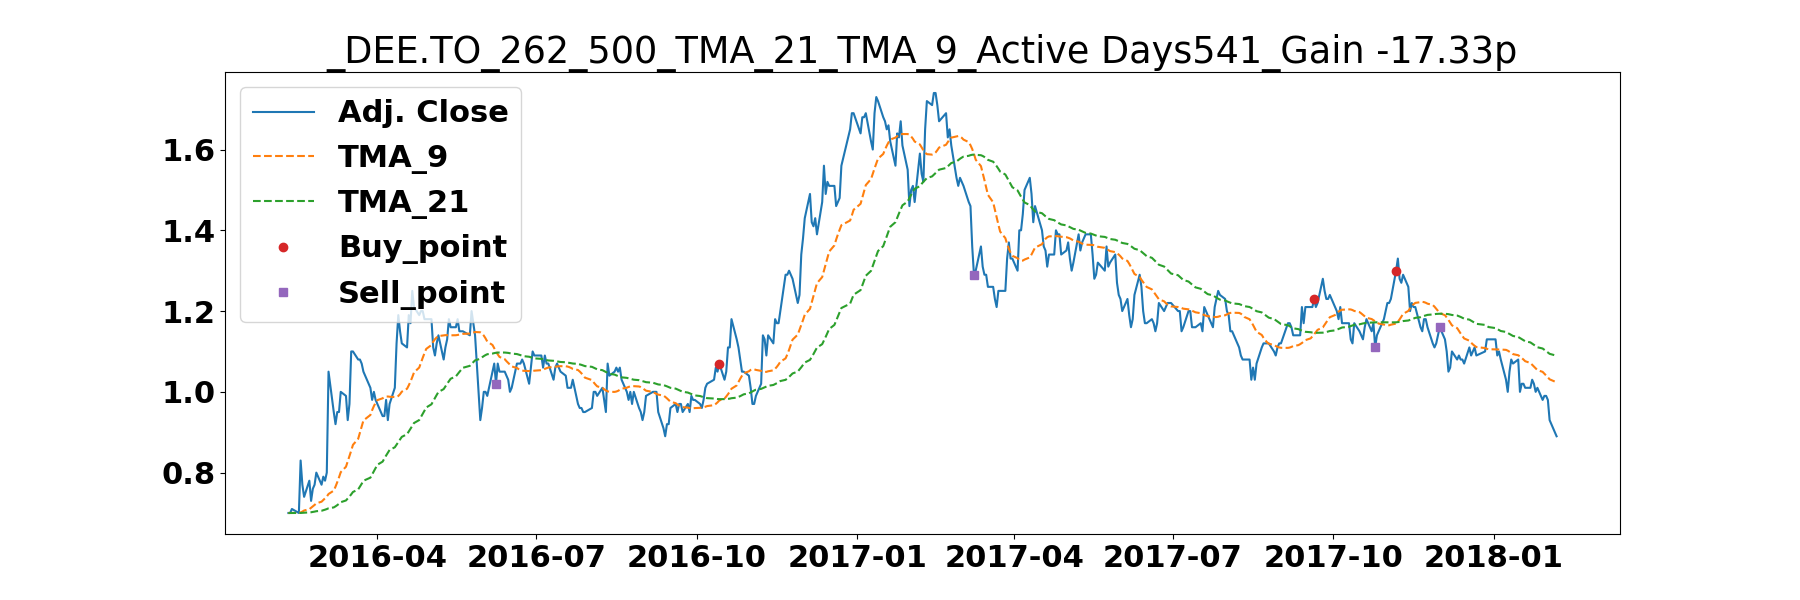 _DEE.TO_262_500_TMA_21_TMA_9_Active Days541_Gain -17.33p
Adj. Close
TMA_9
TMA_21
Buy_point
Sell_point
1.6
1.4
1.2
1.0
0.8
2016-04 2016-07 2016-10 2017-01 2017-04 2017-07 2017-10 2018-01